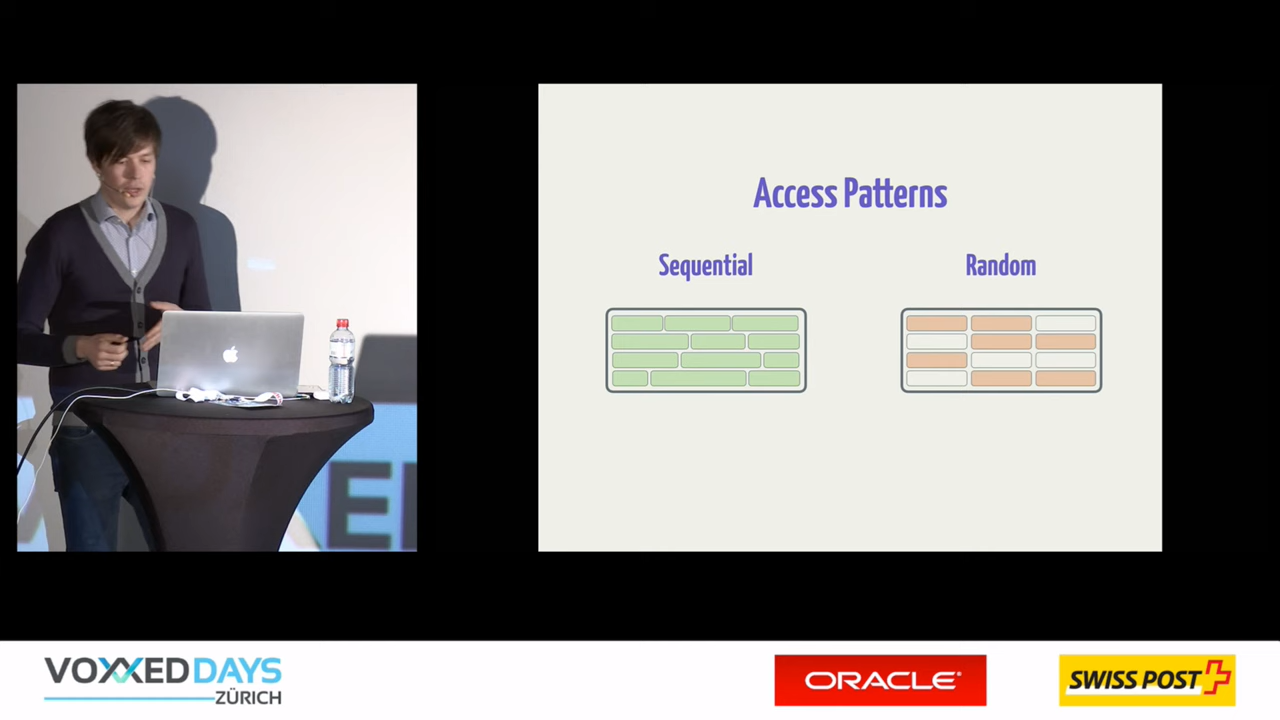 Access Patterns
Sequential
Random
VOXXED DAYS
ZÜRICH
ORACLE®
SWISS POST